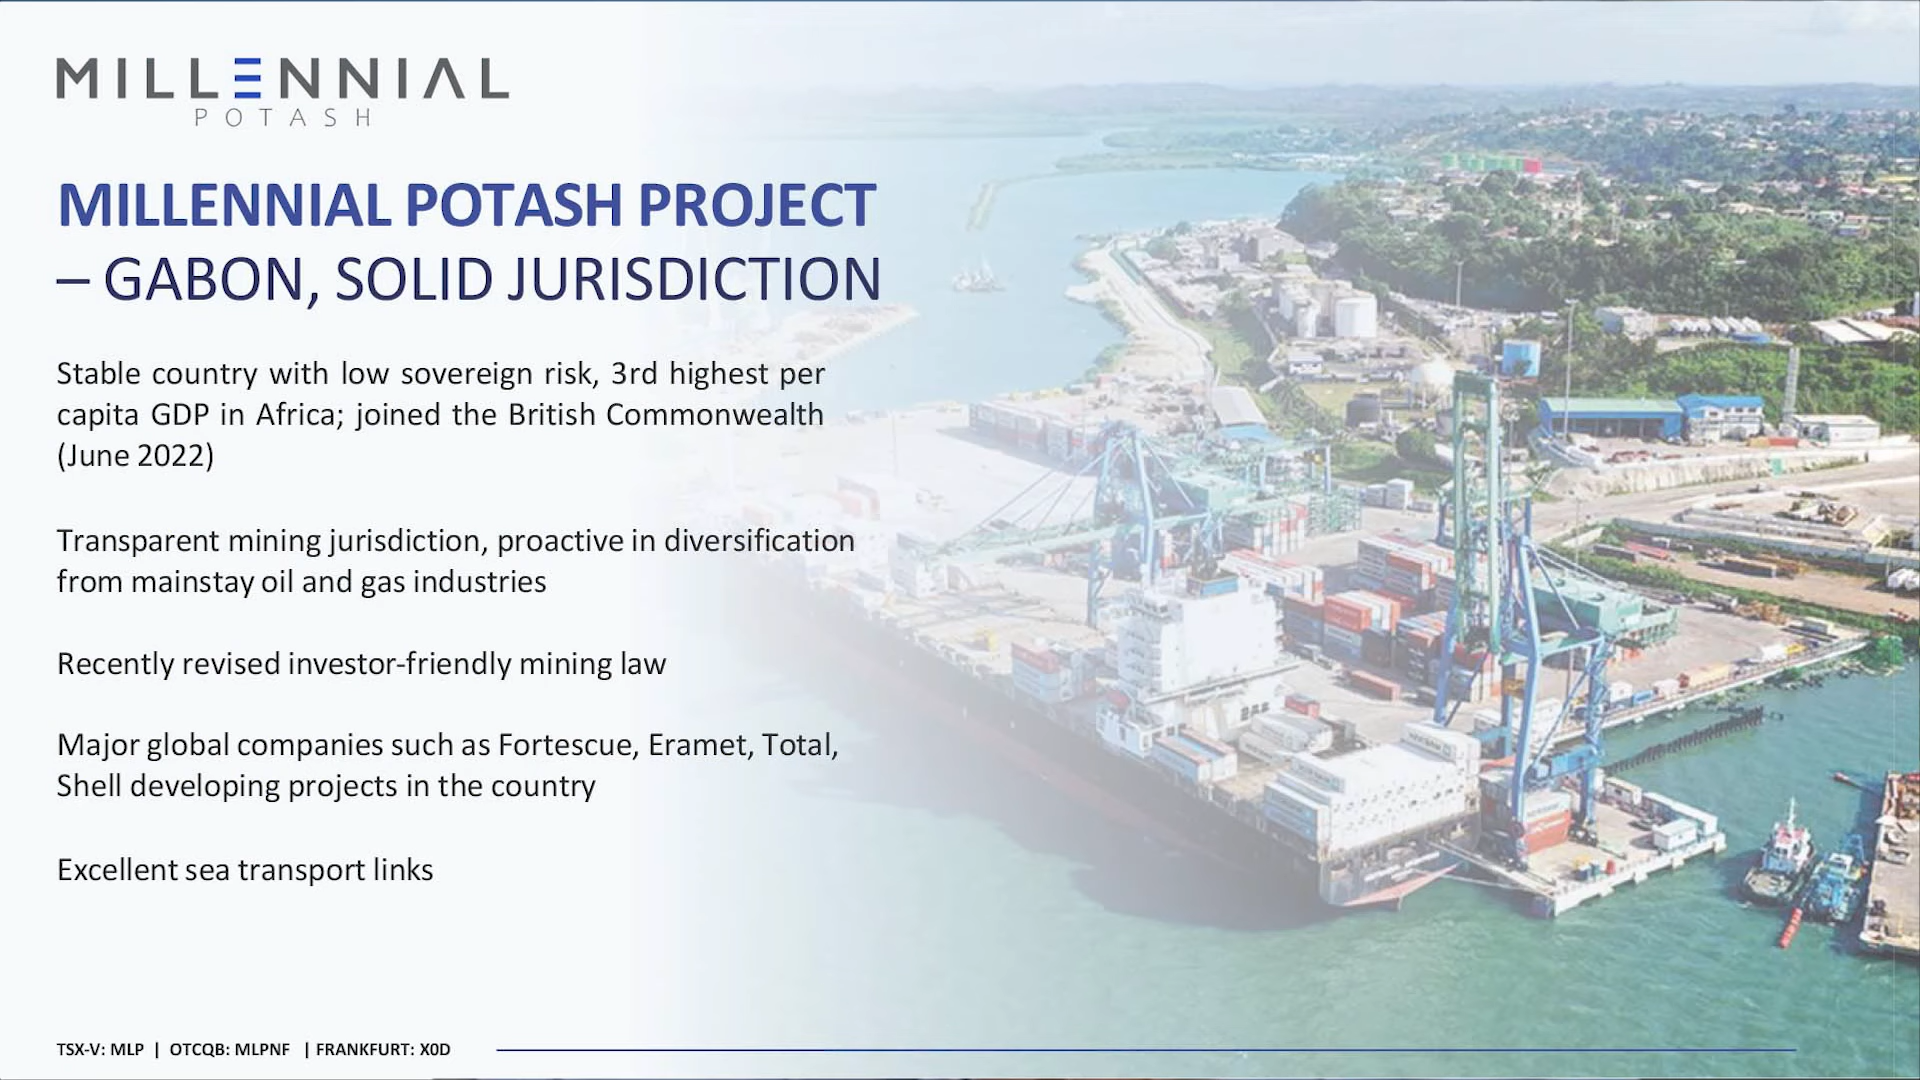 MILLENNIAL
POTASH
MILLENNIAL POTASH PROJECT
– GABON, SOLID JURISDICTION
Stable country with low sovereign risk, 3rd highest per
capita GDP in Africa; joined the British Commonwealth
(June 2022)
Transparent mining jurisdiction, proactive in diversification
from mainstay oil and gas industries
Recently revised investor-friendly mining law
Major global companies such as Fortescue, Eramet, Total,
Shell developing projects in the country
Excellent sea transport links
TSX-V: MLP | OTCQB: MLPNF | FRANKFURT: X0D